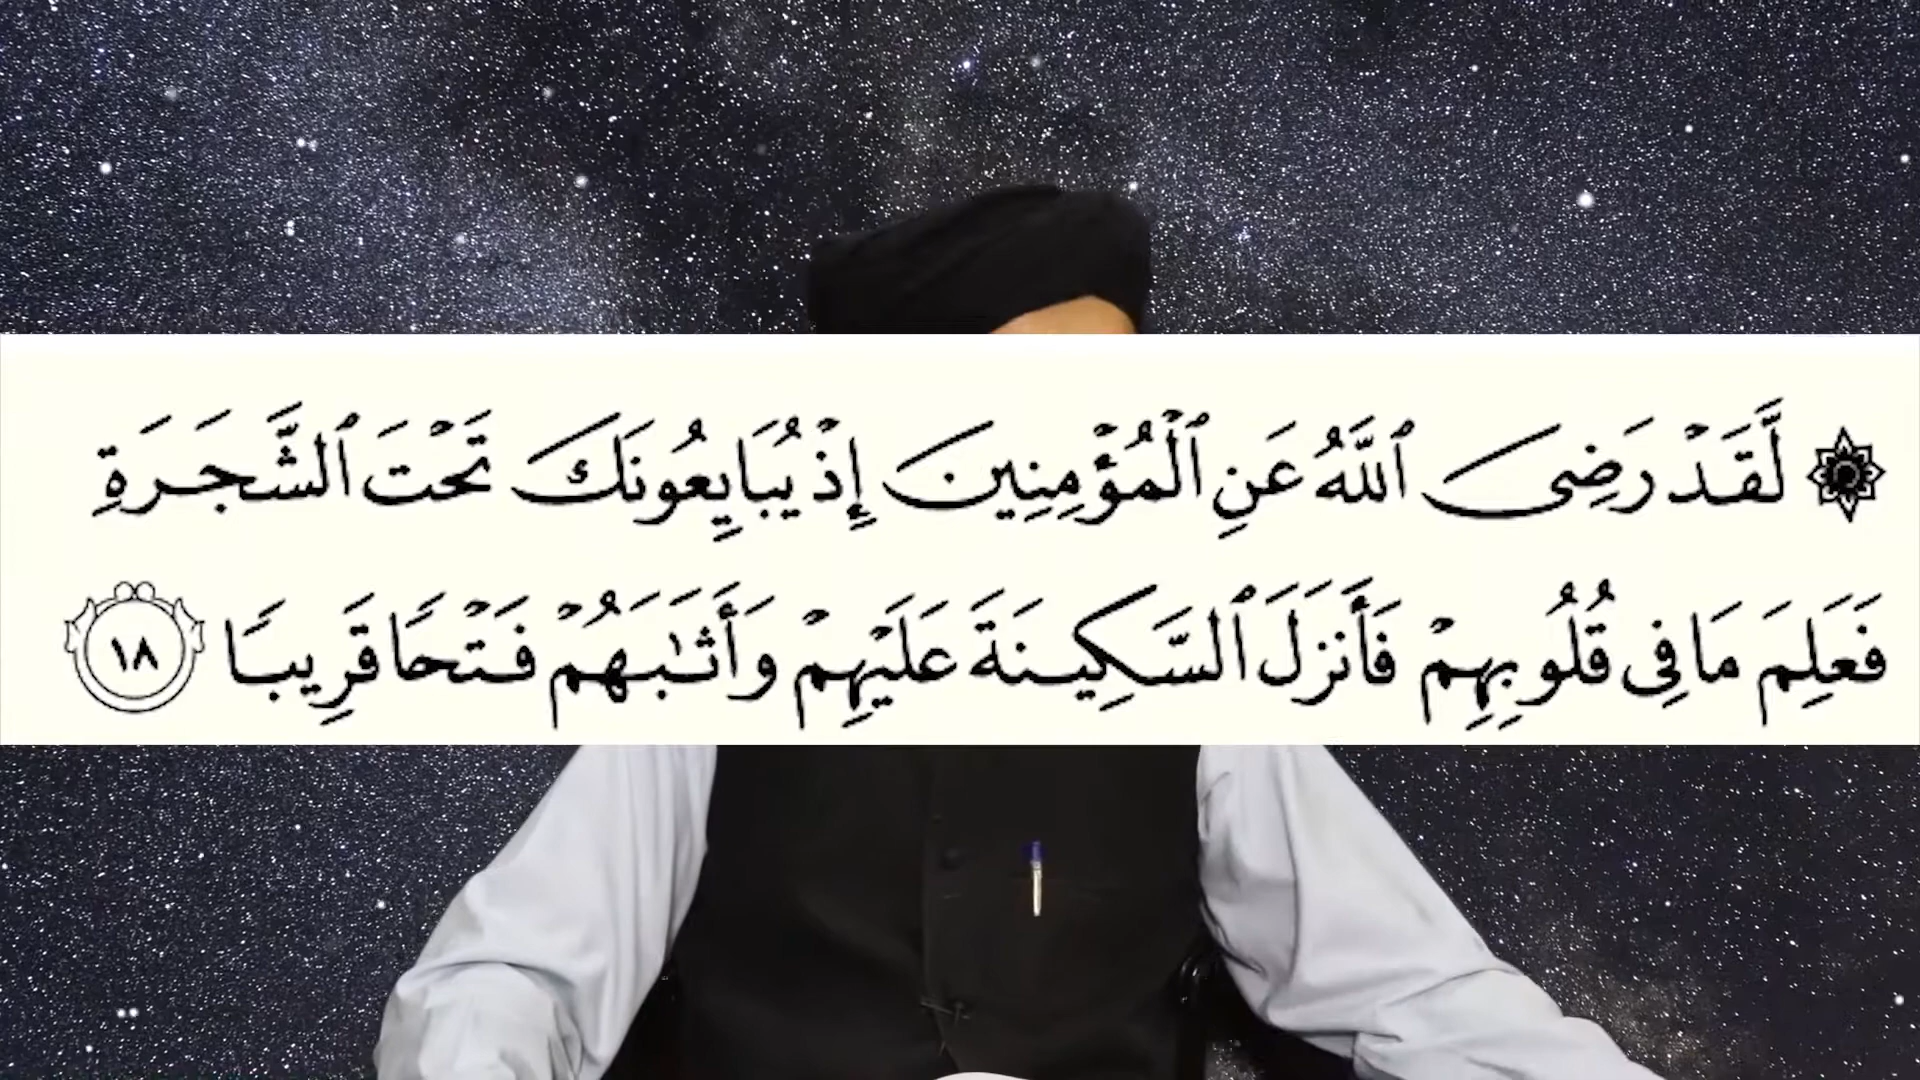 ۞ لَّقَدْ رَضِىَ ٱللَّهُ عَنِ ٱلْمُؤْمِنِينَ إِذْ يُبَايِعُونَكَ تَحْتَ ٱلشَّجَرَةِ
فَعَلِمَ مَا فِى قُلُوبِهِمْ فَأَنزَلَ ٱلسَّكِينَةَ عَلَيْهِمْ وَأَثَـٰبَهُمْ فَتْحًا قَرِيبًا ١٨